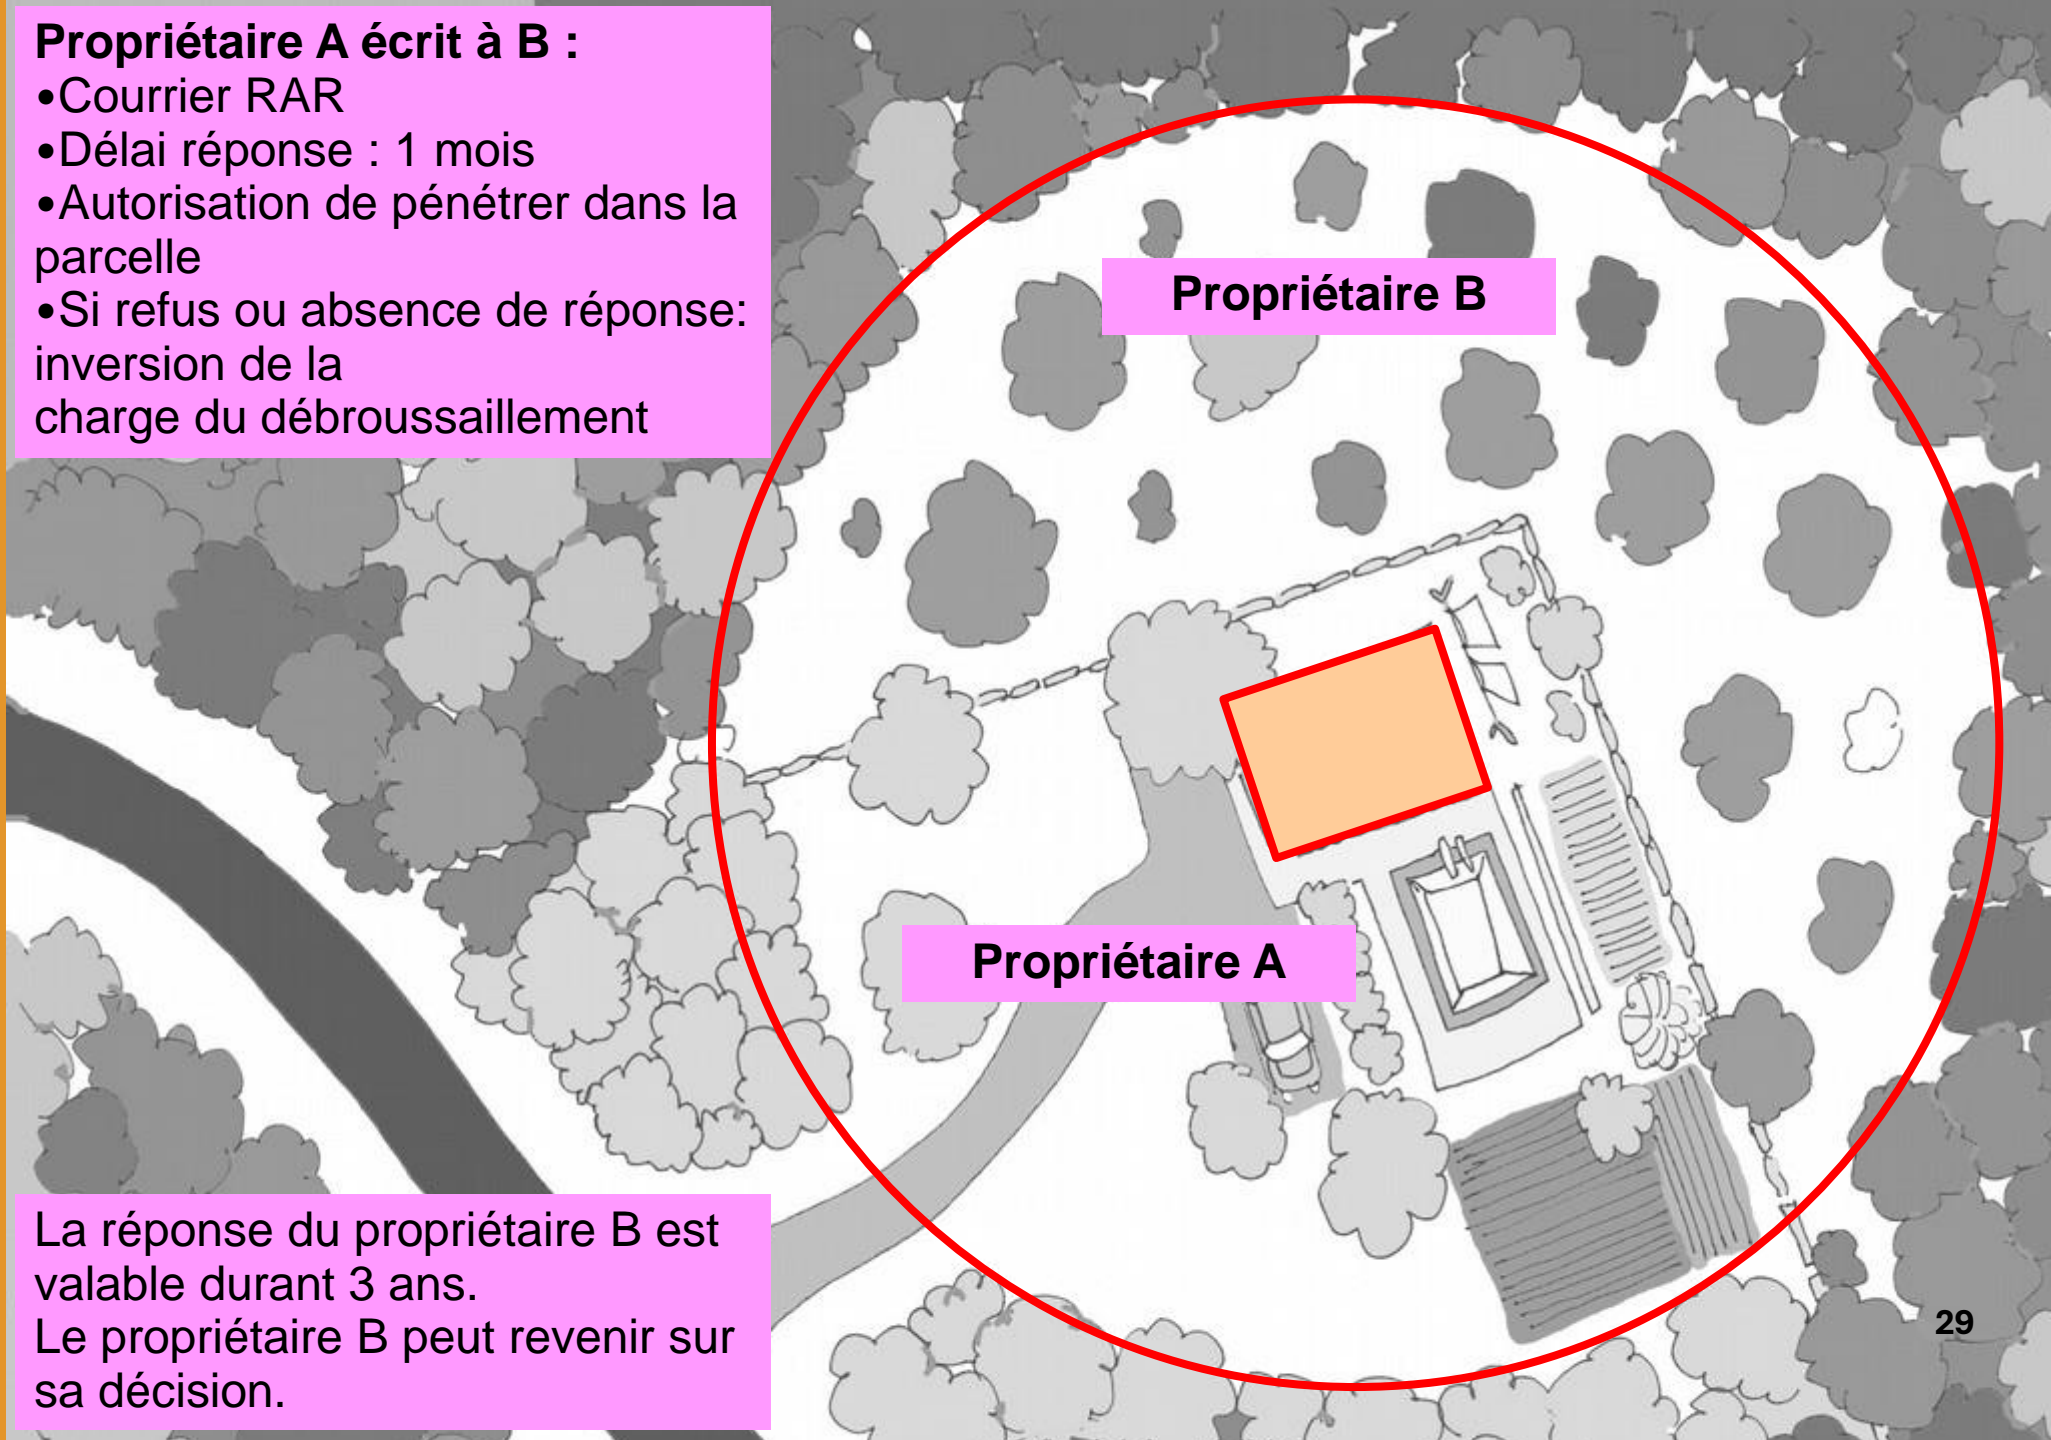 Propriétaire A écrit à B :
•Courrier RAR
•Délai réponse : 1 mois
•Autorisation de pénétrer dans la
parcelle
•Si refus ou absence de réponse:
inversion de la
charge du débroussaillement
Propriétaire B
Propriétaire A
La réponse du propriétaire B est
valable durant 3 ans.
Le propriétaire B peut revenir sur
sa décision.
29